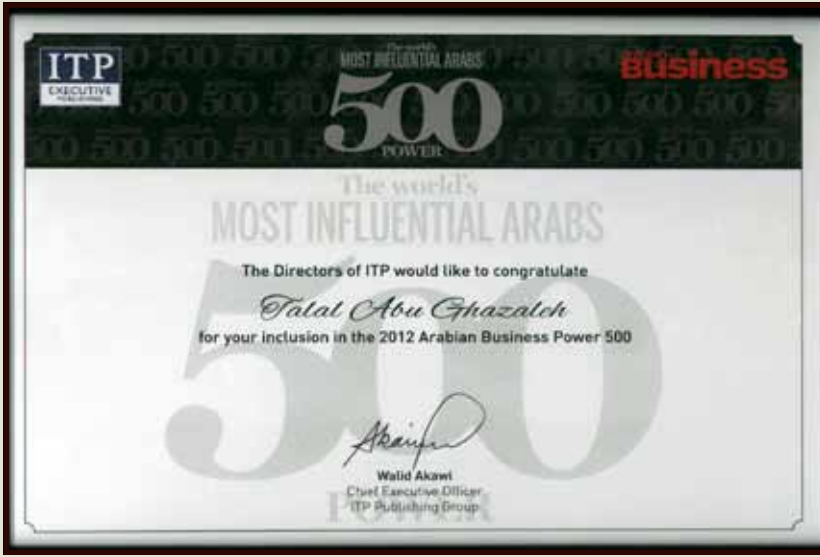 ITP
EXECUTIVE
PUBLISHING
The world's
MOST INFLUENTIAL ARABS
500
POWER
BUSINESS
The world's
MOST INFLUENTIAL ARABS
500
The Directors of ITP would like to congratulate
Talal Abu Ghazaleh
for your inclusion in the 2012 Arabian Business Power 500
Walid Akawi
Chief Executive Officer
ITP Publishing Group
POWER